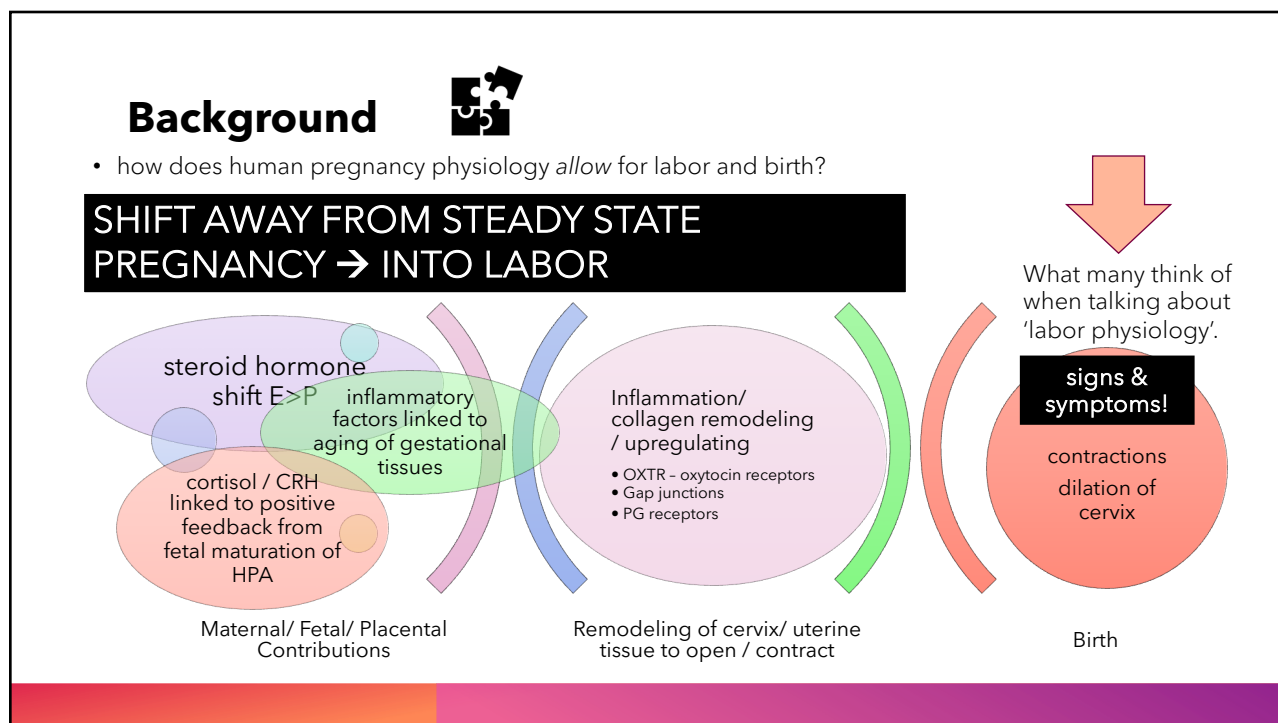 Background
• how does human pregnancy physiology allow for labor and birth?
SHIFT AWAY FROM STEADY STATE
PREGNANCY → INTO LABOR
What many think of
when talking about
‘labor physiology’.
steroid hormone
shift E>P
inflammatory
factors linked to
aging of gestational
tissues
cortisol / CRH
linked to positive
feedback from
fetal maturation of
HPA
Maternal/ Fetal/ Placental
Contributions
Inflammation/
collagen remodeling
/ upregulating
• OXTR – oxytocin receptors
• Gap junctions
• PG receptors
Remodeling of cervix/ uterine
tissue to open / contract
signs &
symptoms!
contractions
dilation of
cervix
Birth